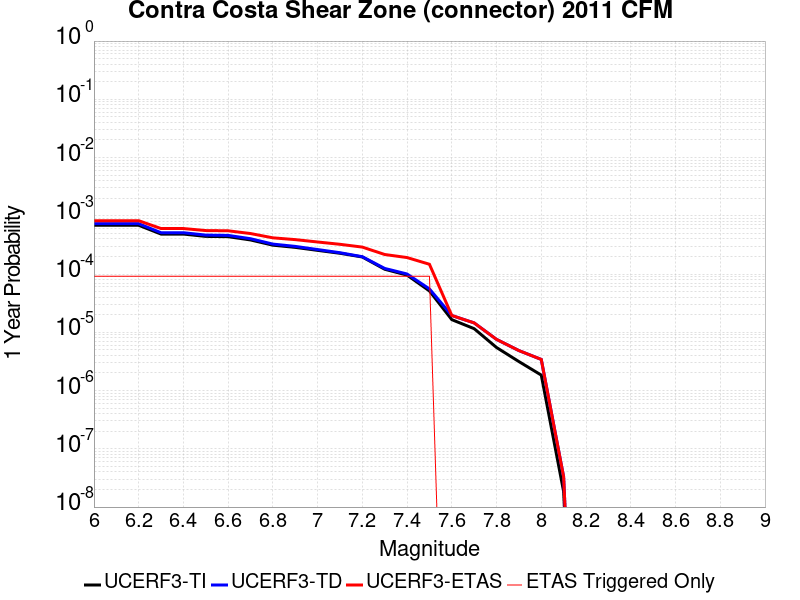 Contra Costa Shear Zone (connector) 2011 CFM
1 Year Probability
10^0
10^-1
10^-2
10^-3
10^-4
10^-5
10^-6
10^-7
10^-8
6 6.2 6.4 6.6 6.8 7 7.2 7.4 7.6 7.8 8 8.2 8.4 8.6 8.8 9
Magnitude
UCERF3-TI UCERF3-TD UCERF3-ETAS ETAS Triggered Only